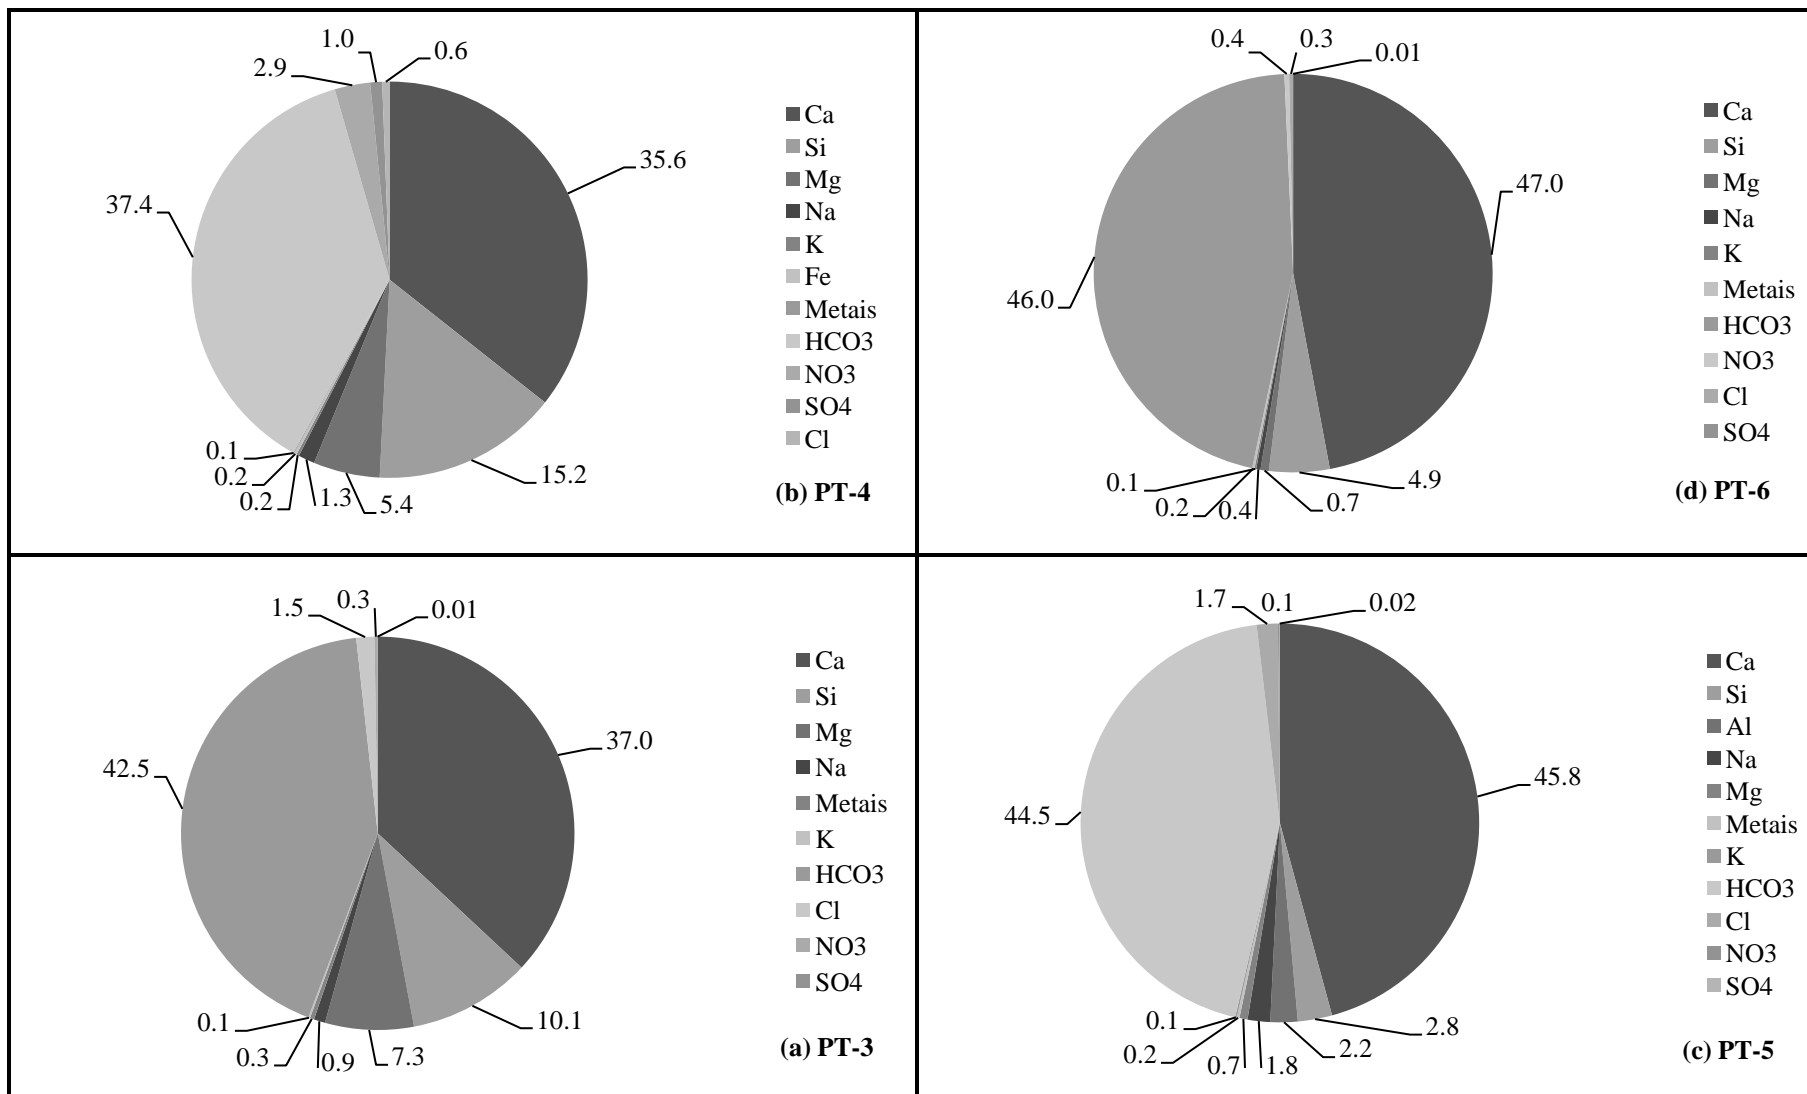 1.0
0.6
2.9
35.6
37.4
0.1
0.2
0.2
1.3
5.4
15.2
Ca
Si
Mg
Na
K
Fe
Metais
HCO3
NO3
SO4
Cl
(b) PT-4
0.4
0.3
0.01
47.0
46.0
0.1
0.2
0.4
0.7
4.9
Ca
Si
Mg
Na
K
Metais
HCO3
NO3
Cl
SO4
(d) PT-6
1.5
0.3
0.01
37.0
42.5
0.1
0.3
0.9
7.3
10.1
Ca
Si
Mg
Na
Metais
K
HCO3
Cl
NO3
SO4
(a) PT-3
1.7
0.1
0.02
45.8
44.5
0.1
0.2
0.7
1.8
2.2
2.8
Ca
Si
Al
Na
Mg
Metais
K
HCO3
Cl
NO3
SO4
(c) PT-5